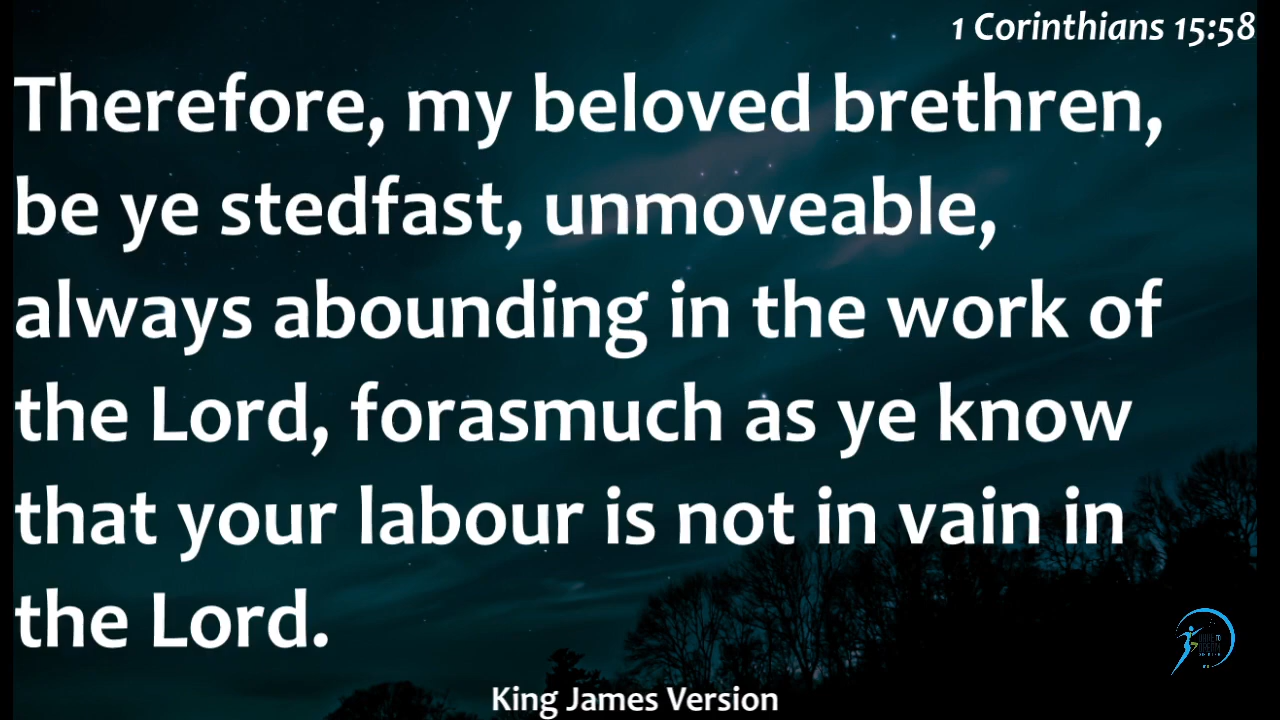 1 Corinthians 15:58
Therefore, my beloved brethren,
be ye stedfast, unmoveable,
always abounding in the work of
the Lord, forasmuch as ye know
that your labour is not in vain in
the Lord.
King James Version